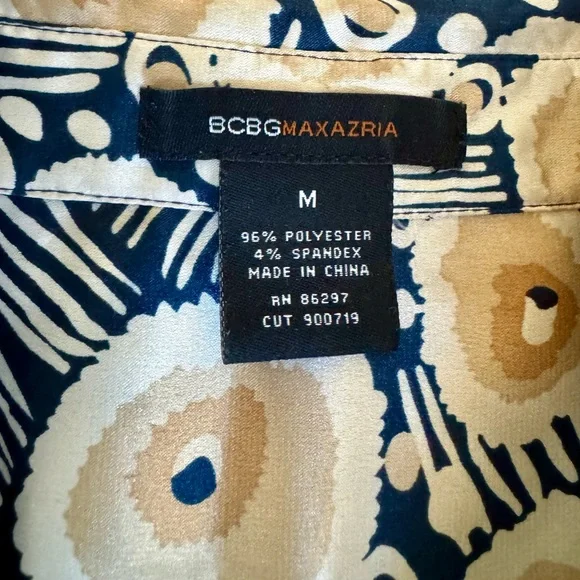 BCBGMAXAZRIA
M
96% POLYESTER
4% SPANDEX
MADE IN CHINA
RN 86297
CUT 900719